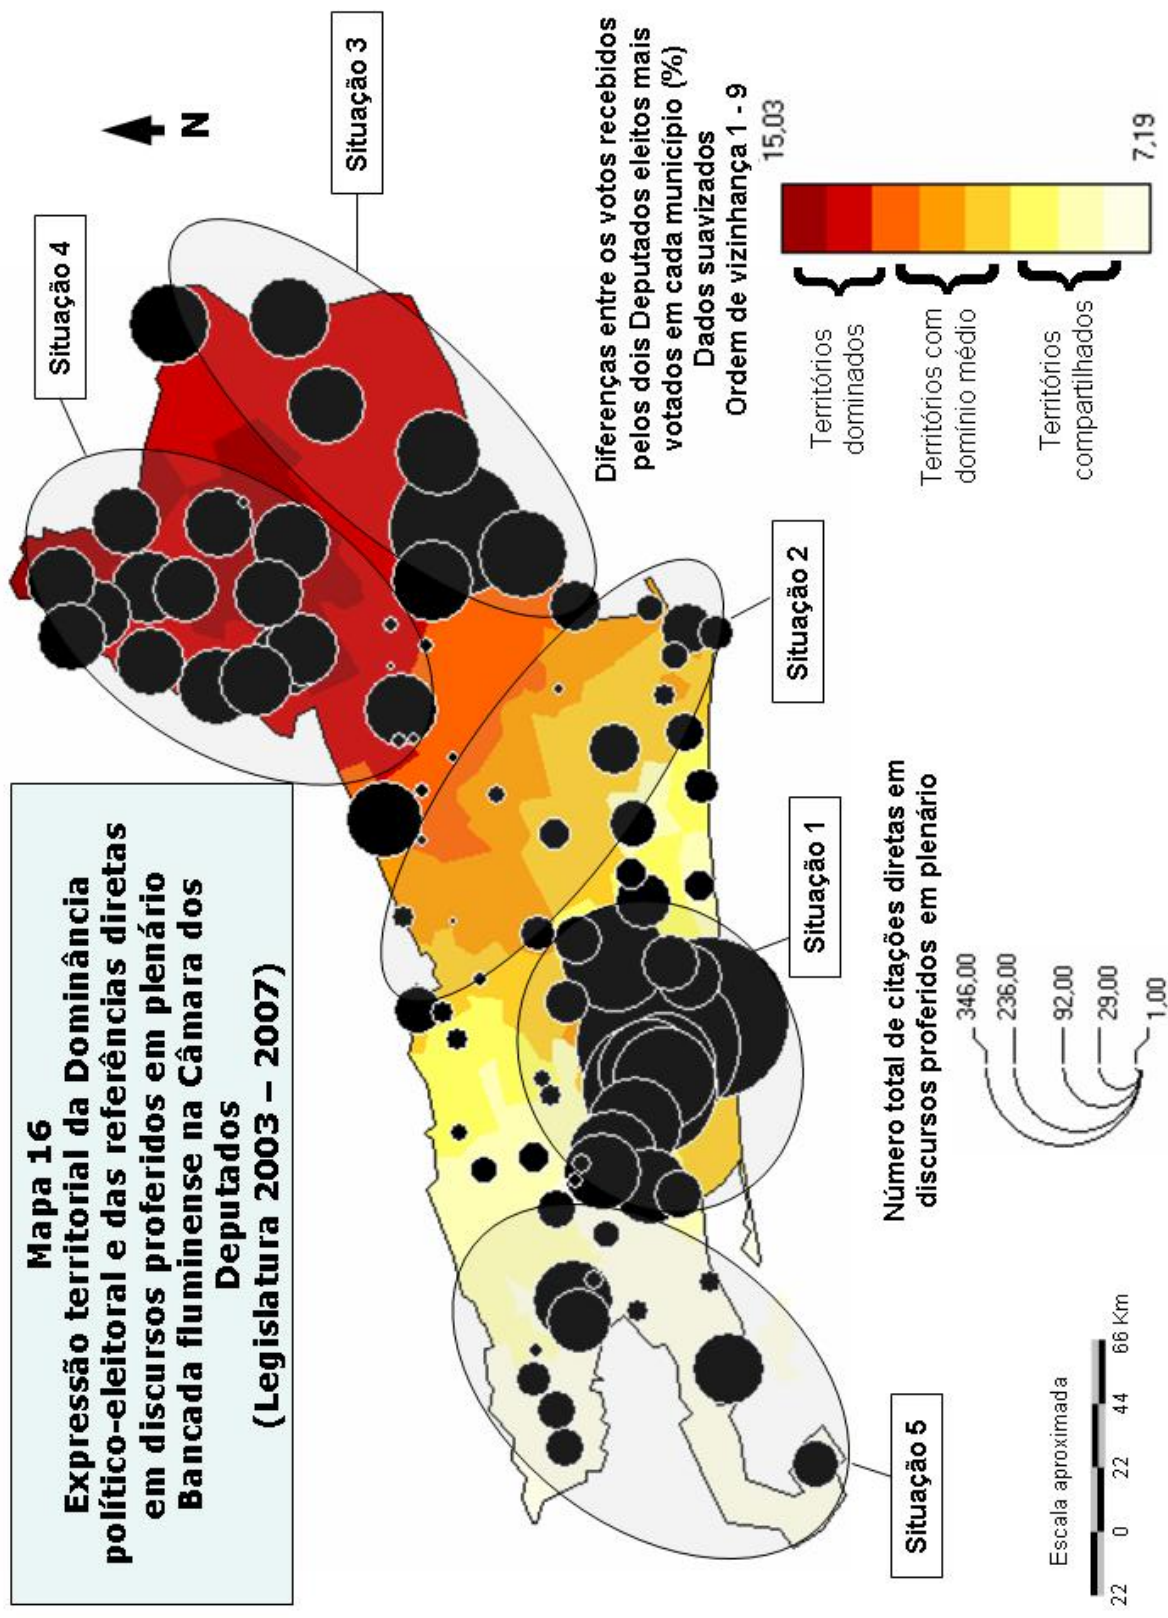 Mapa 16
Expressão territorial da Dominância
político-eleitoral e das referências diretas
em discursos proferidos em plenário
Bancada fluminense na Câmara dos
Deputados
(Legislatura 2003 – 2007)
Situação 4
Situação 3
N
Situação 5
Situação 1
Situação 2
Diferenças entre os votos recebidos
pelos dois Deputados eleitos mais
votados em cada município (%)
Dados suavizados
Ordem de vizinhança 1 - 9
15,03
7,19
Territórios
dominados
Territórios com
domínio médio
Territórios
compartilhados
Número total de citações diretas em
discursos proferidos em plenário
346,00
236,00
92,00
29,00
1,00
Escala aproximada
22 0 22 44 66 Km